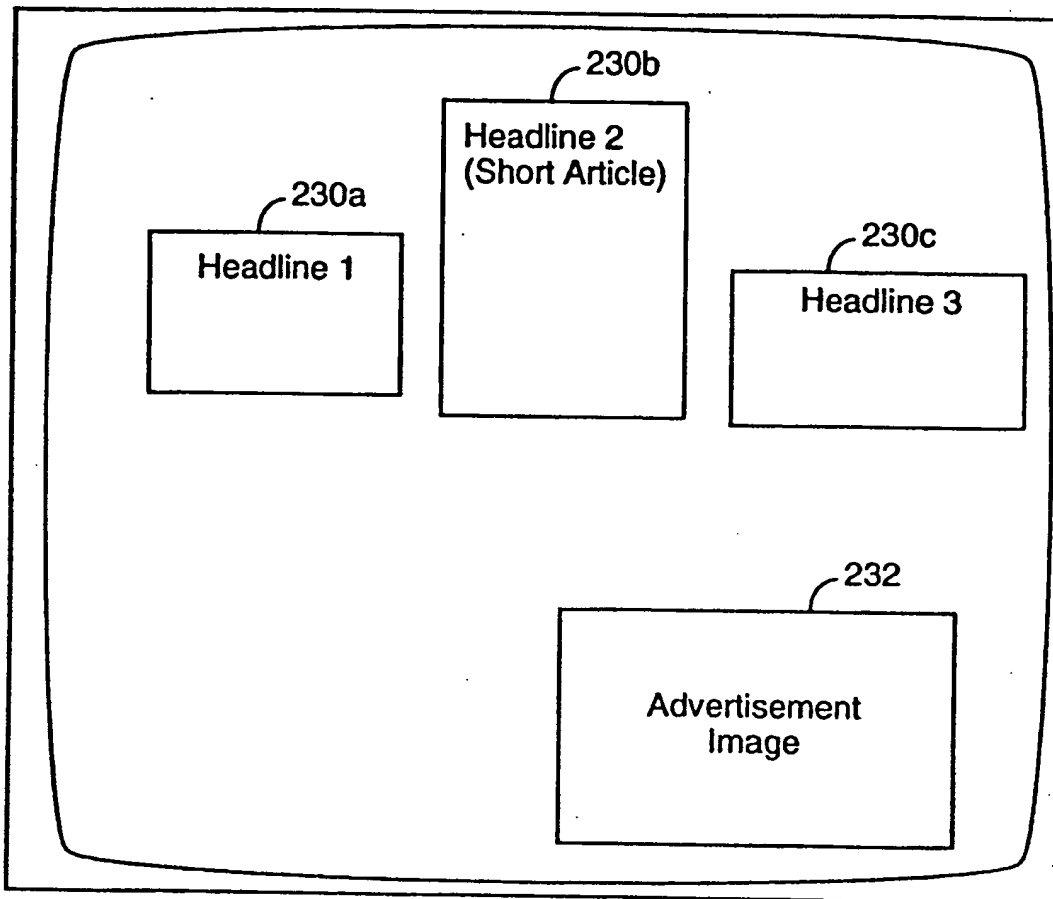 230b
Headline 2
(Short Article)
230a
Headline 1
230c
Headline 3
232
Advertisement
Image